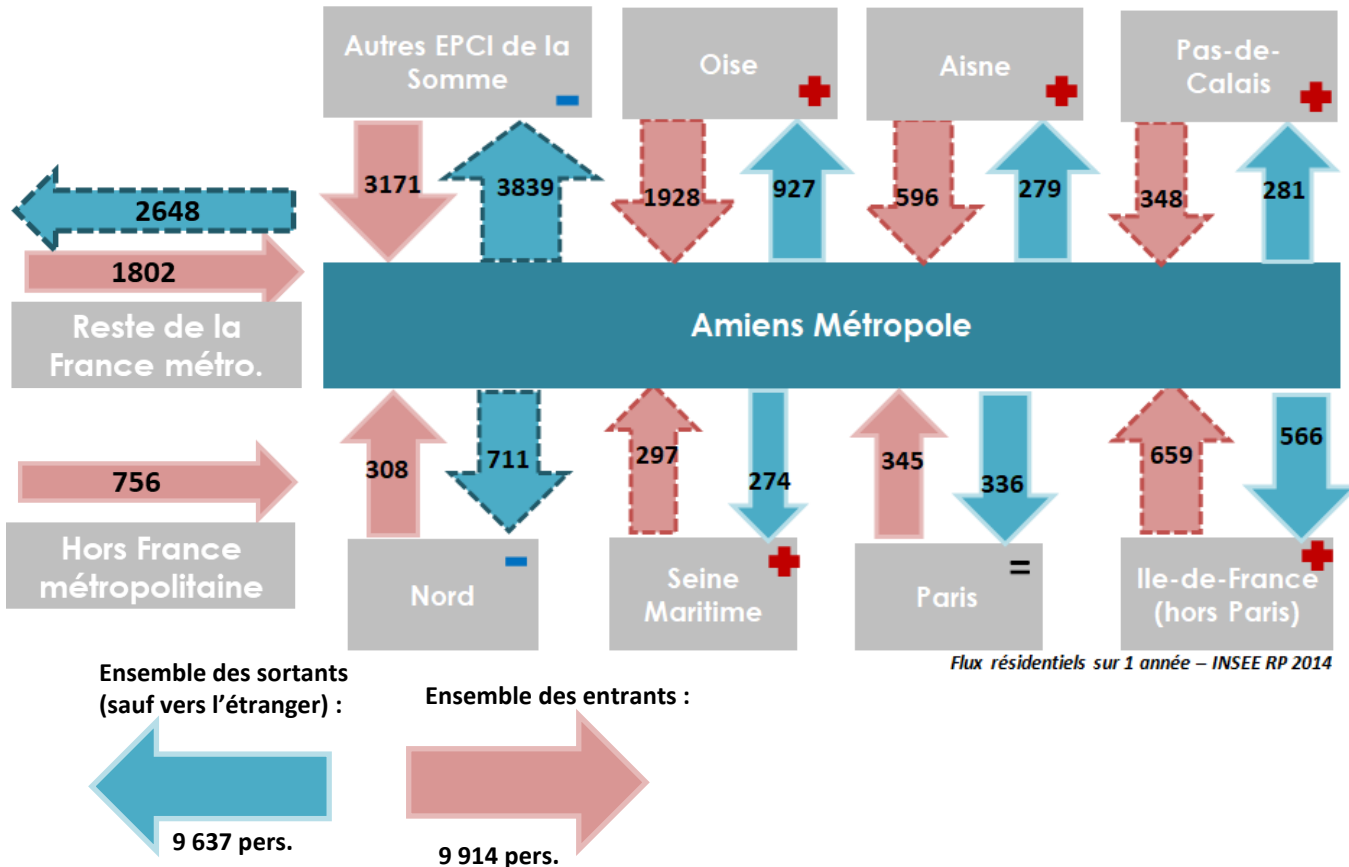 Autres EPCI de la
Somme
-
Oise
+
Aisne
+
Pas-de-
Calais
+
3171
3839
1928
927
596
279
348
281
2648
1802
Reste de la
France métro.
Amiens Métropole
756
Hors France
métropolitaine
308
711
297
274
345
336
659
566
Nord
-
Seine
Maritime
+
Paris
=
Ile-de-France
(hors Paris)
+
Flux résidentiels sur 1 année – INSEE RP 2014
Ensemble des sortants
(sauf vers l'étranger) :
9 637 pers.
Ensemble des entrants :
9 914 pers.